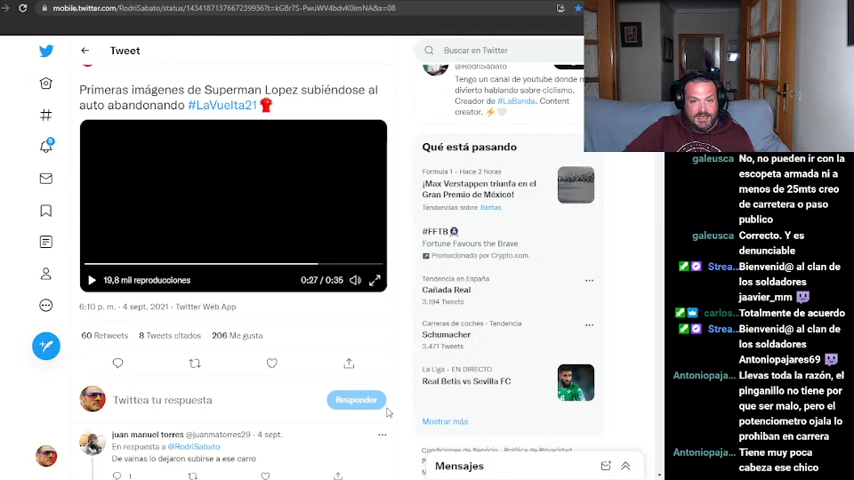 mobile.twitter.com/RodriSabato/status/1434187137667239936?t=kG8r7S-PwuWV4bdvK0imNA&s=08
Tweet
Primeras imágenes de Superman Lopez subiéndose al
auto abandonando #LaVuelta21
19,8 mil reproducciones
0:27 / 0:35
6:10 p. m. · 4 sept. 2021 · Twitter Web App
60 Retweets 8 Tweets citados 206 Me gusta
Twittea tu respuesta
Responder
juan manuel torres @juanmatorres29 · 4 sept.
En respuesta a @RodriSabato
De vainas lo dejaron subirse a ese carro
1
8
Buscar en Twitter
@RodriSabato
Tengo un canal de youtube donde me
divierto hablando sobre ciclismo.
Creador de #LaBanda. Content
creator.
Qué está pasando
Formula 1 · Hace 2 horas
¡Max Verstappen triunfa en el
Gran Premio de México!
Tendencias sobre Bottas
#FFTB
Fortune Favours the Brave
Promocionado por Crypto.com
Tendencia en España
Cañada Real
3.194 Tweets
Carreras de coches · Tendencia
Schumacher
3.471 Tweets
La Liga · EN DIRECTO
Real Betis vs Sevilla FC
Mostrar más
Condiciones de Servicio Política de Privacidad
Mensajes
galeusca No, no pueden ir con la
escopeta armada ni a
menos de 25mts creo
de carretera o paso
publico
galeusca Correcto. Y es
denunciable
Strea... Bienvenid@ al clan de
los soldadores
jaavier_mm
carlos... Totalmente de acuerdo
Strea... Bienvenid@ al clan de
los soldadores
Antoniopajares69
Antoniopaja... Llevas toda la razón, el
pinganillo no tiene por
que ser malo, pero el
potenciometro ojala lo
prohiban en carrera
Antoniopaja... Tiene muy poca
cabeza ese chico